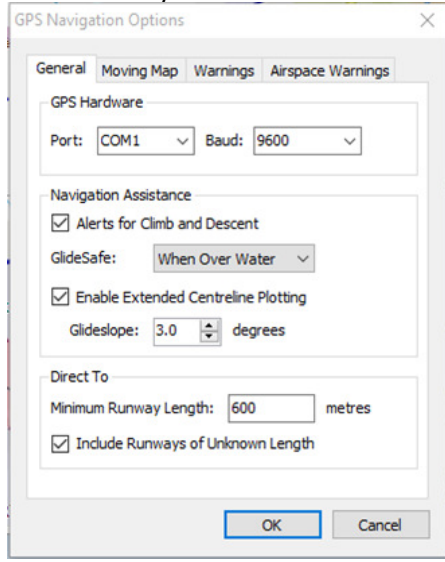 GPS Navigation Options
General Moving Map Warnings Airspace Warnings
GPS Hardware
Port: COM1 Baud: 9600
Navigation Assistance
Alerts for Climb and Descent
GlideSafe: When Over Water
Enable Extended Centreline Plotting
Glideslope: 3.0 degrees
Direct To
Minimum Runway Length: 600 metres
Include Runways of Unknown Length
OK Cancel